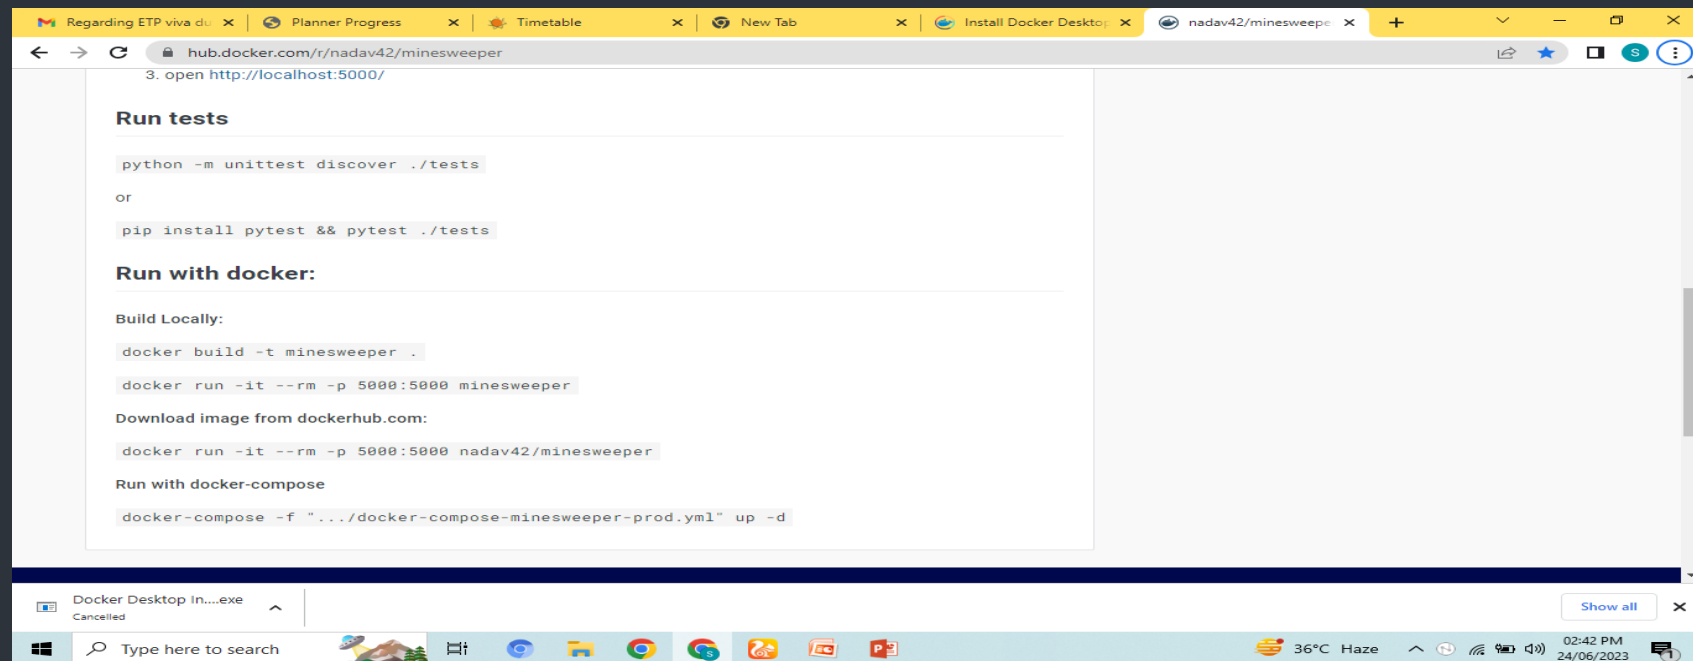 Regarding ETP viva du
Planner Progress
Timetable
New Tab
Install Docker Desktop
nadav42/minesweepe
hub.docker.com/r/nadav42/minesweeper
S
3. open http://localhost:5000/
Run tests
python -m unittest discover ./tests
or
pip install pytest && pytest ./tests
Run with docker:
Build Locally:
docker build -t minesweeper .
docker run -it --rm -p 5000:5000 minesweeper
Download image from dockerhub.com:
docker run -it --rm -p 5000:5000 nadav42/minesweeper
Run with docker-compose
docker-compose -f ".../docker-compose-minesweeper-prod.yml" up -d
Docker Desktop In....exe
Cancelled
Show all
Type here to search
36°C Haze
02:42 PM
24/06/2023
1